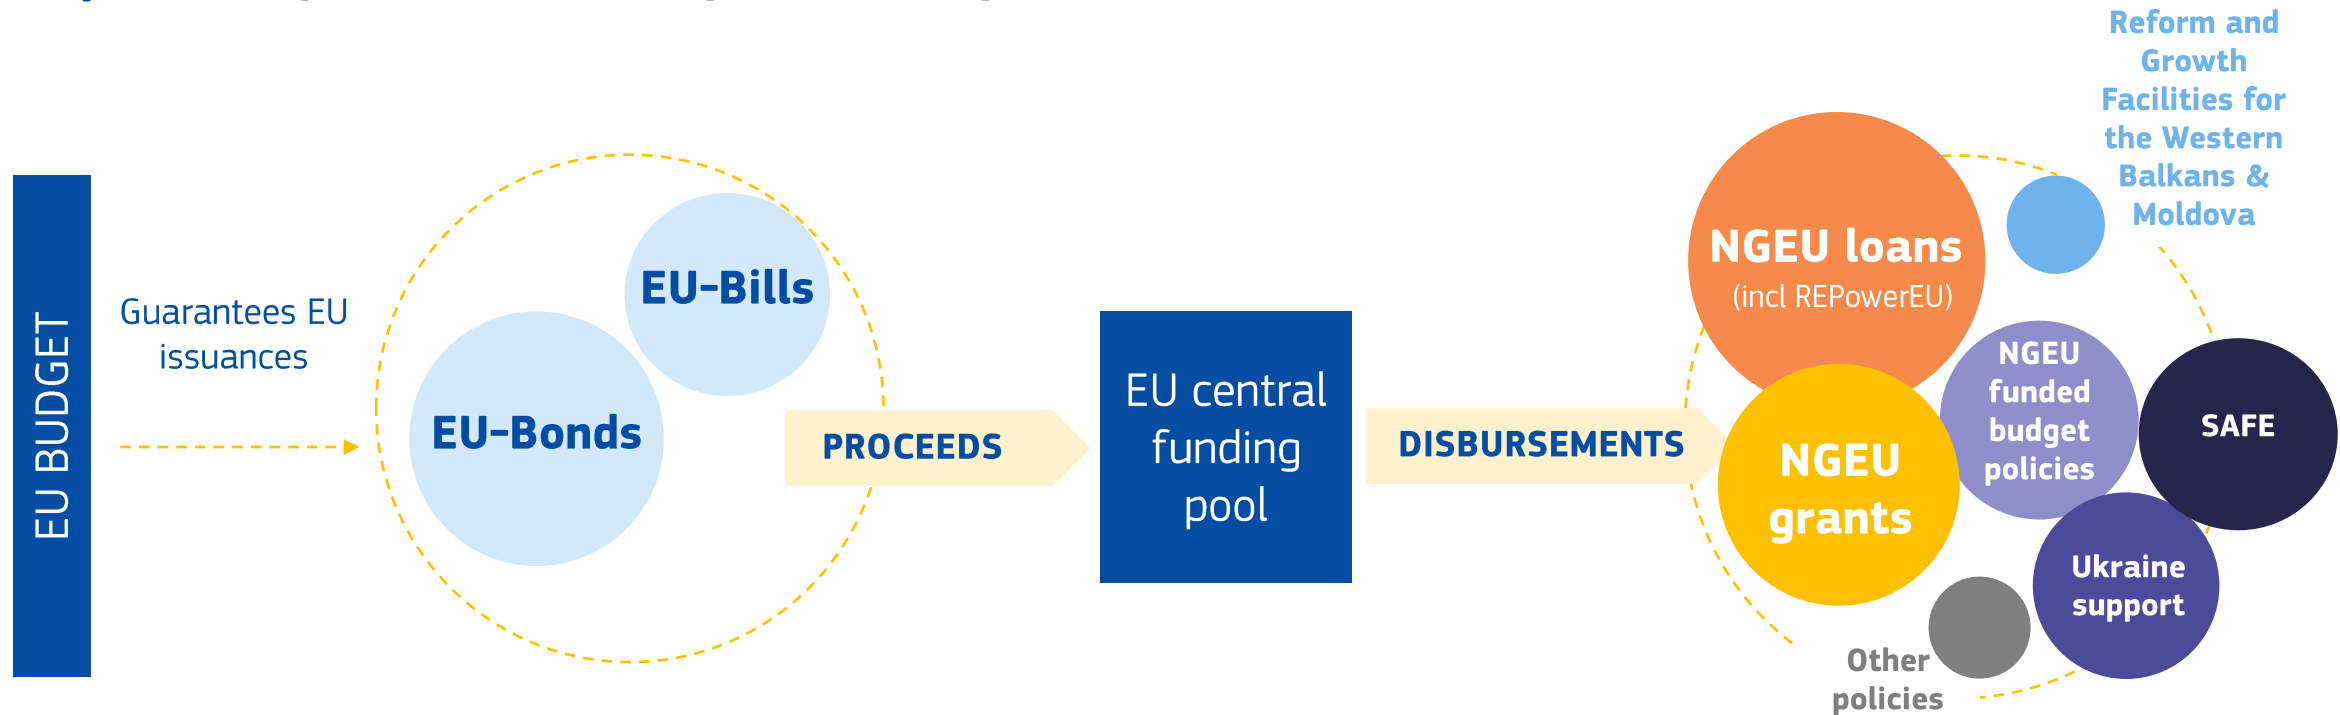 EU BUDGET
Guarantees EU
issuances
EU-Bills
EU-Bonds
PROCEEDS
EU central
funding
pool
DISBURSEMENTS
NGEU loans
(incl REPowerEU)
NGEU
grants
NGEU
funded
budget
policies
Reform and
Growth
Facilities for
the Western
Balkans &
Moldova
SAFE
Ukraine
support
Other
policies